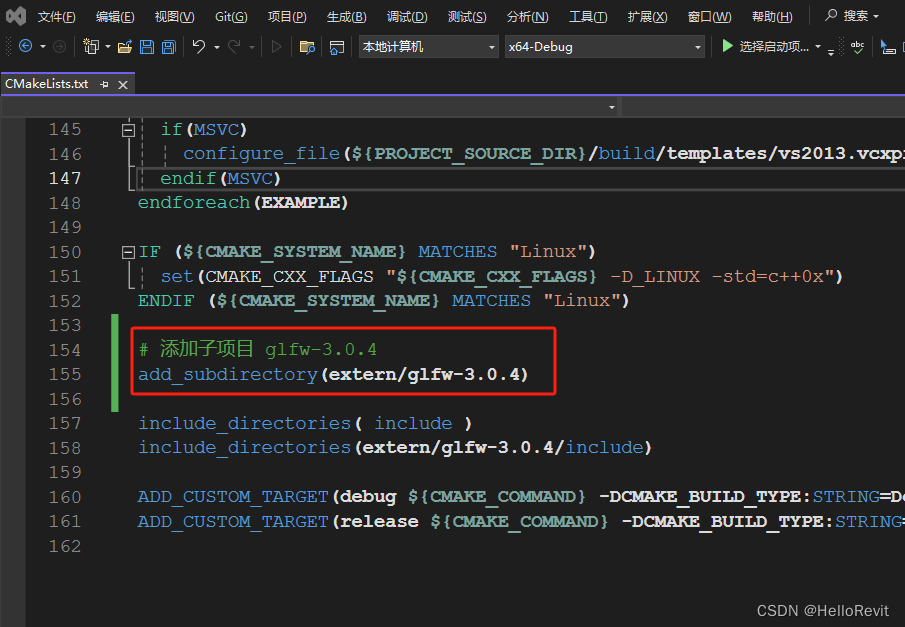 文件(F) 编辑(E) 视图(V) Git(G) 项目(P) 生成(B) 调试(D) 测试(S) 分析(N) 工具(T) 扩展(X) 窗口(W) 帮助(H) 搜索
本地计算机 x64-Debug 选择启动项... abc
CMakeLists.txt
145 if(MSVC)
146 configure_file(${PROJECT_SOURCE_DIR}/build/templates/vs2013.vcxp
147 endif(MSVC)
148 endforeach(EXAMPLE)
149
150 IF (${CMAKE_SYSTEM_NAME} MATCHES "Linux")
151 set(CMAKE_CXX_FLAGS "${CMAKE_CXX_FLAGS} -D_LINUX -std=c++0x")
152 ENDIF (${CMAKE_SYSTEM_NAME} MATCHES "Linux")
153
154 # 添加子项目 glfw-3.0.4
155 add_subdirectory(extern/glfw-3.0.4)
156
157 include_directories( include )
158 include_directories(extern/glfw-3.0.4/include)
159
160 ADD_CUSTOM_TARGET(debug ${CMAKE_COMMAND} -DCMAKE_BUILD_TYPE:STRING=D
161 ADD_CUSTOM_TARGET(release ${CMAKE_COMMAND} -DCMAKE_BUILD_TYPE:STRING=
162
CSDN @HelloRevit